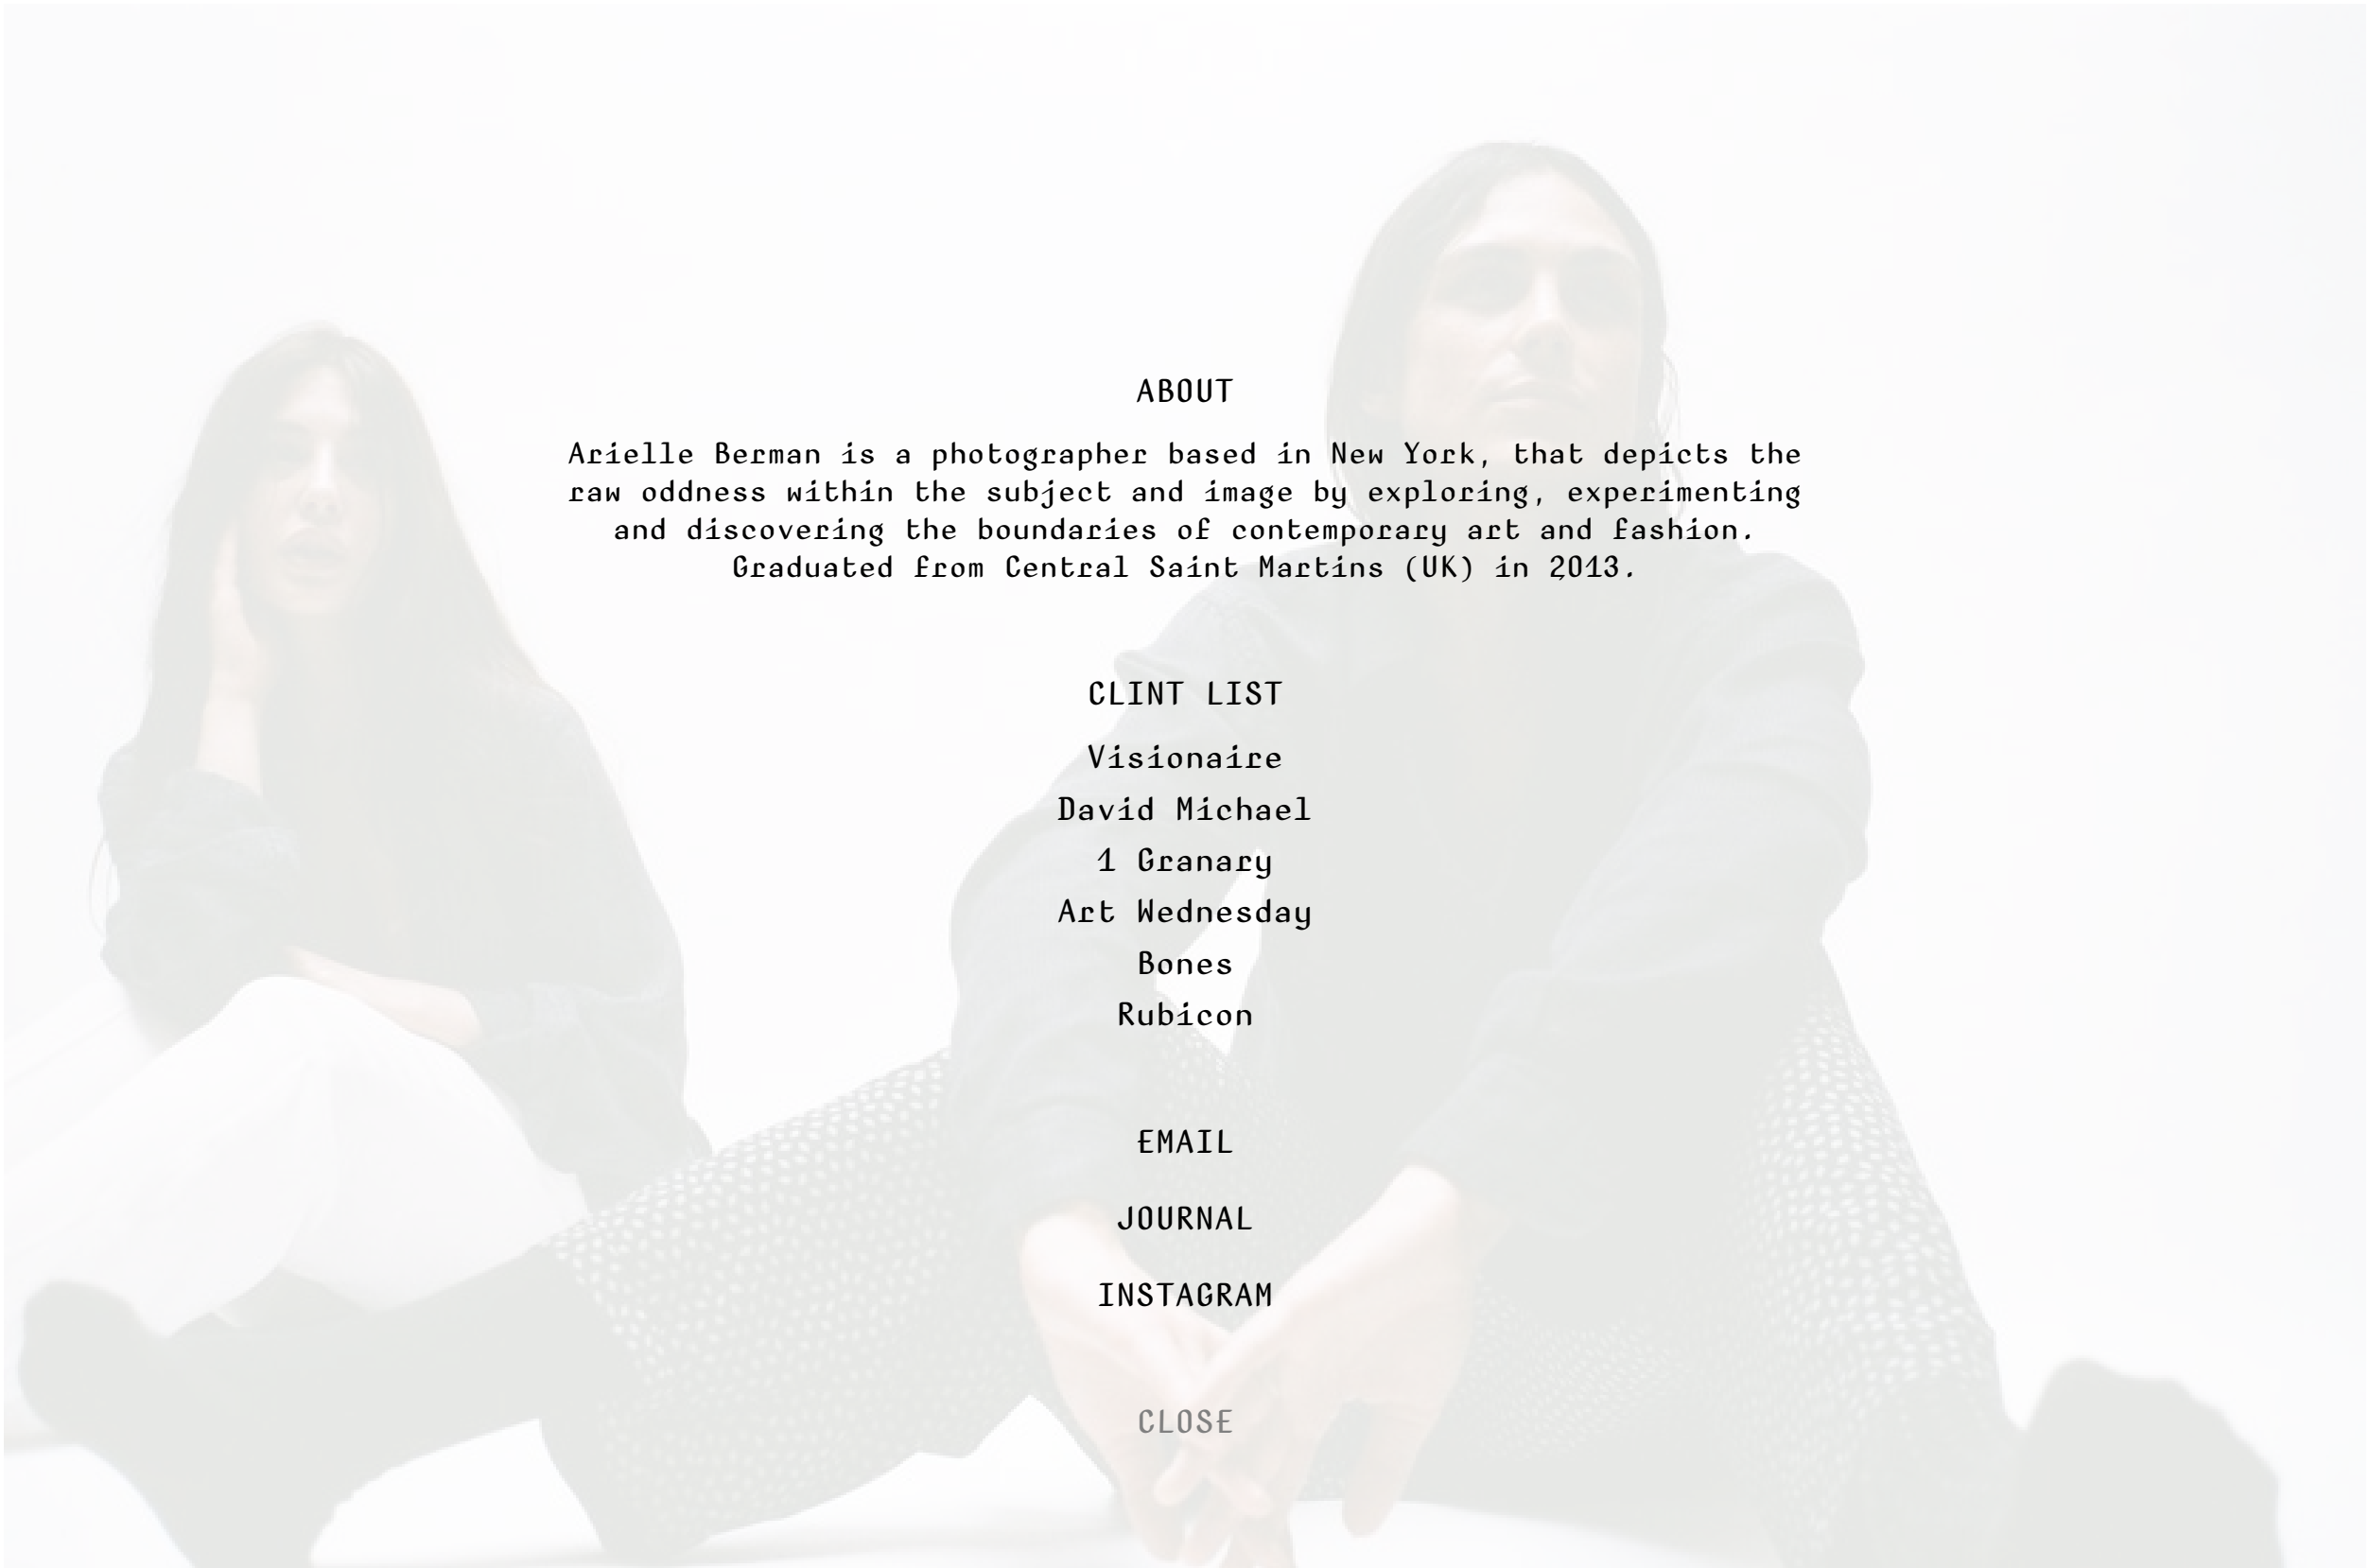 ABOUT
Arielle Berman is a photographer based in New York, that depicts the
raw oddness within the subject and image by exploring, experimenting
and discovering the boundaries of contemporary art and fashion.
Graduated from Central Saint Martins (UK) in 2013.
CLINT LIST
Visionaire
David Michael
1 Granary
Art Wednesday
Bones
Rubicon
EMAIL
JOURNAL
INSTAGRAM
CLOSE